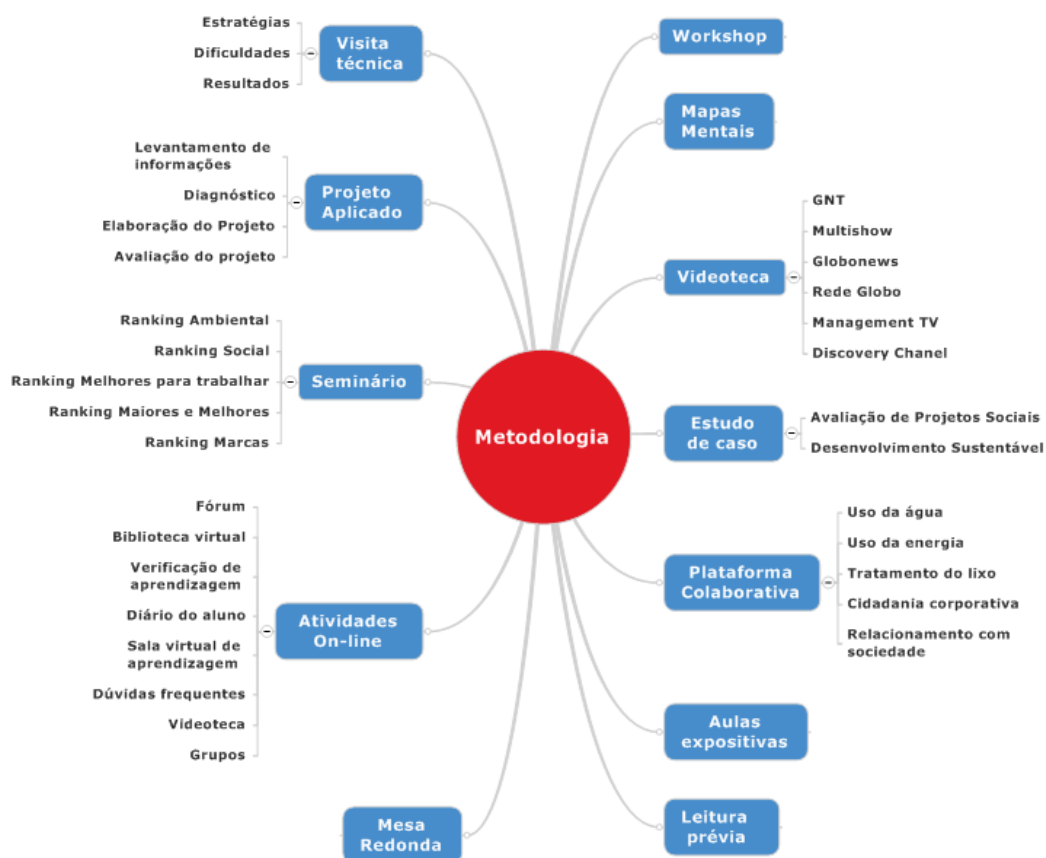 Metodologia
Visita
técnica
Estratégias
Dificuldades
Resultados
Projeto
Aplicado
Levantamento de
informações
Diagnóstico
Elaboração do Projeto
Avaliação do projeto
Seminário
Ranking Ambiental
Ranking Social
Ranking Melhores para trabalhar
Ranking Maiores e Melhores
Ranking Marcas
Atividades
On-line
Fórum
Biblioteca virtual
Verificação de
aprendizagem
Diário do aluno
Sala virtual de
aprendizagem
Dúvidas frequentes
Videoteca
Grupos
Mesa
Redonda
Workshop
Mapas
Mentais
Videoteca
GNT
Multishow
Globonews
Rede Globo
Management TV
Discovery Chanel
Estudo
de caso
Avaliação de Projetos Sociais
Desenvolvimento Sustentável
Plataforma
Colaborativa
Uso da água
Uso da energia
Tratamento do lixo
Cidadania corporativa
Relacionamento com
sociedade
Aulas
expositivas
Leitura
prévia